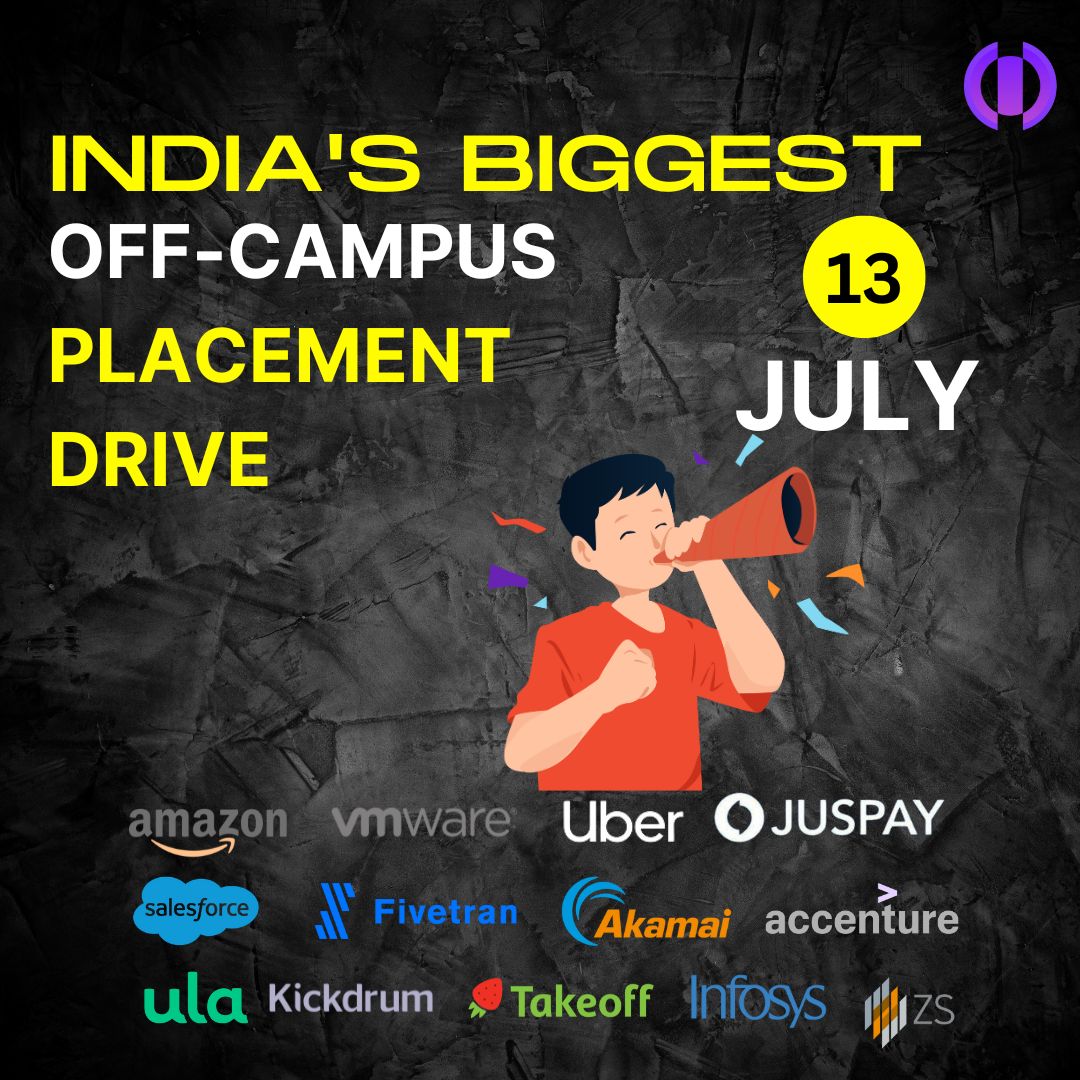 INDIA'S BIGGEST
OFF-CAMPUS
PLACEMENT
DRIVE
13
JULY
amazon vmware® Uber JUSPAY
salesforce Fivetran Akamai accenture
ula Kickdrum Takeoff Infosys ZS